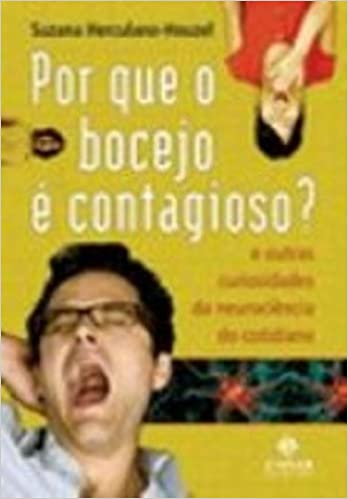 Suzana Herculano-Houzel
Por que o
bocejo
é contagioso?
e outras
curiosidades
da neurociência
do cotidiano